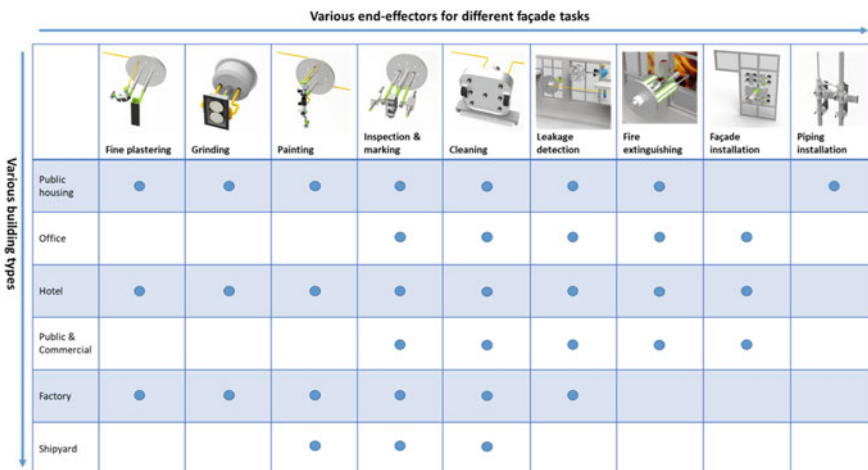 Various end-effectors for different façade tasks
Various building types
Fine plastering
Grinding
Painting
Inspection &
marking
Cleaning
Leakage
detection
Fire
extinguishing
Façade
installation
Piping
installation
Public
housing
Office
Hotel
Public &
Commercial
Factory
Shipyard